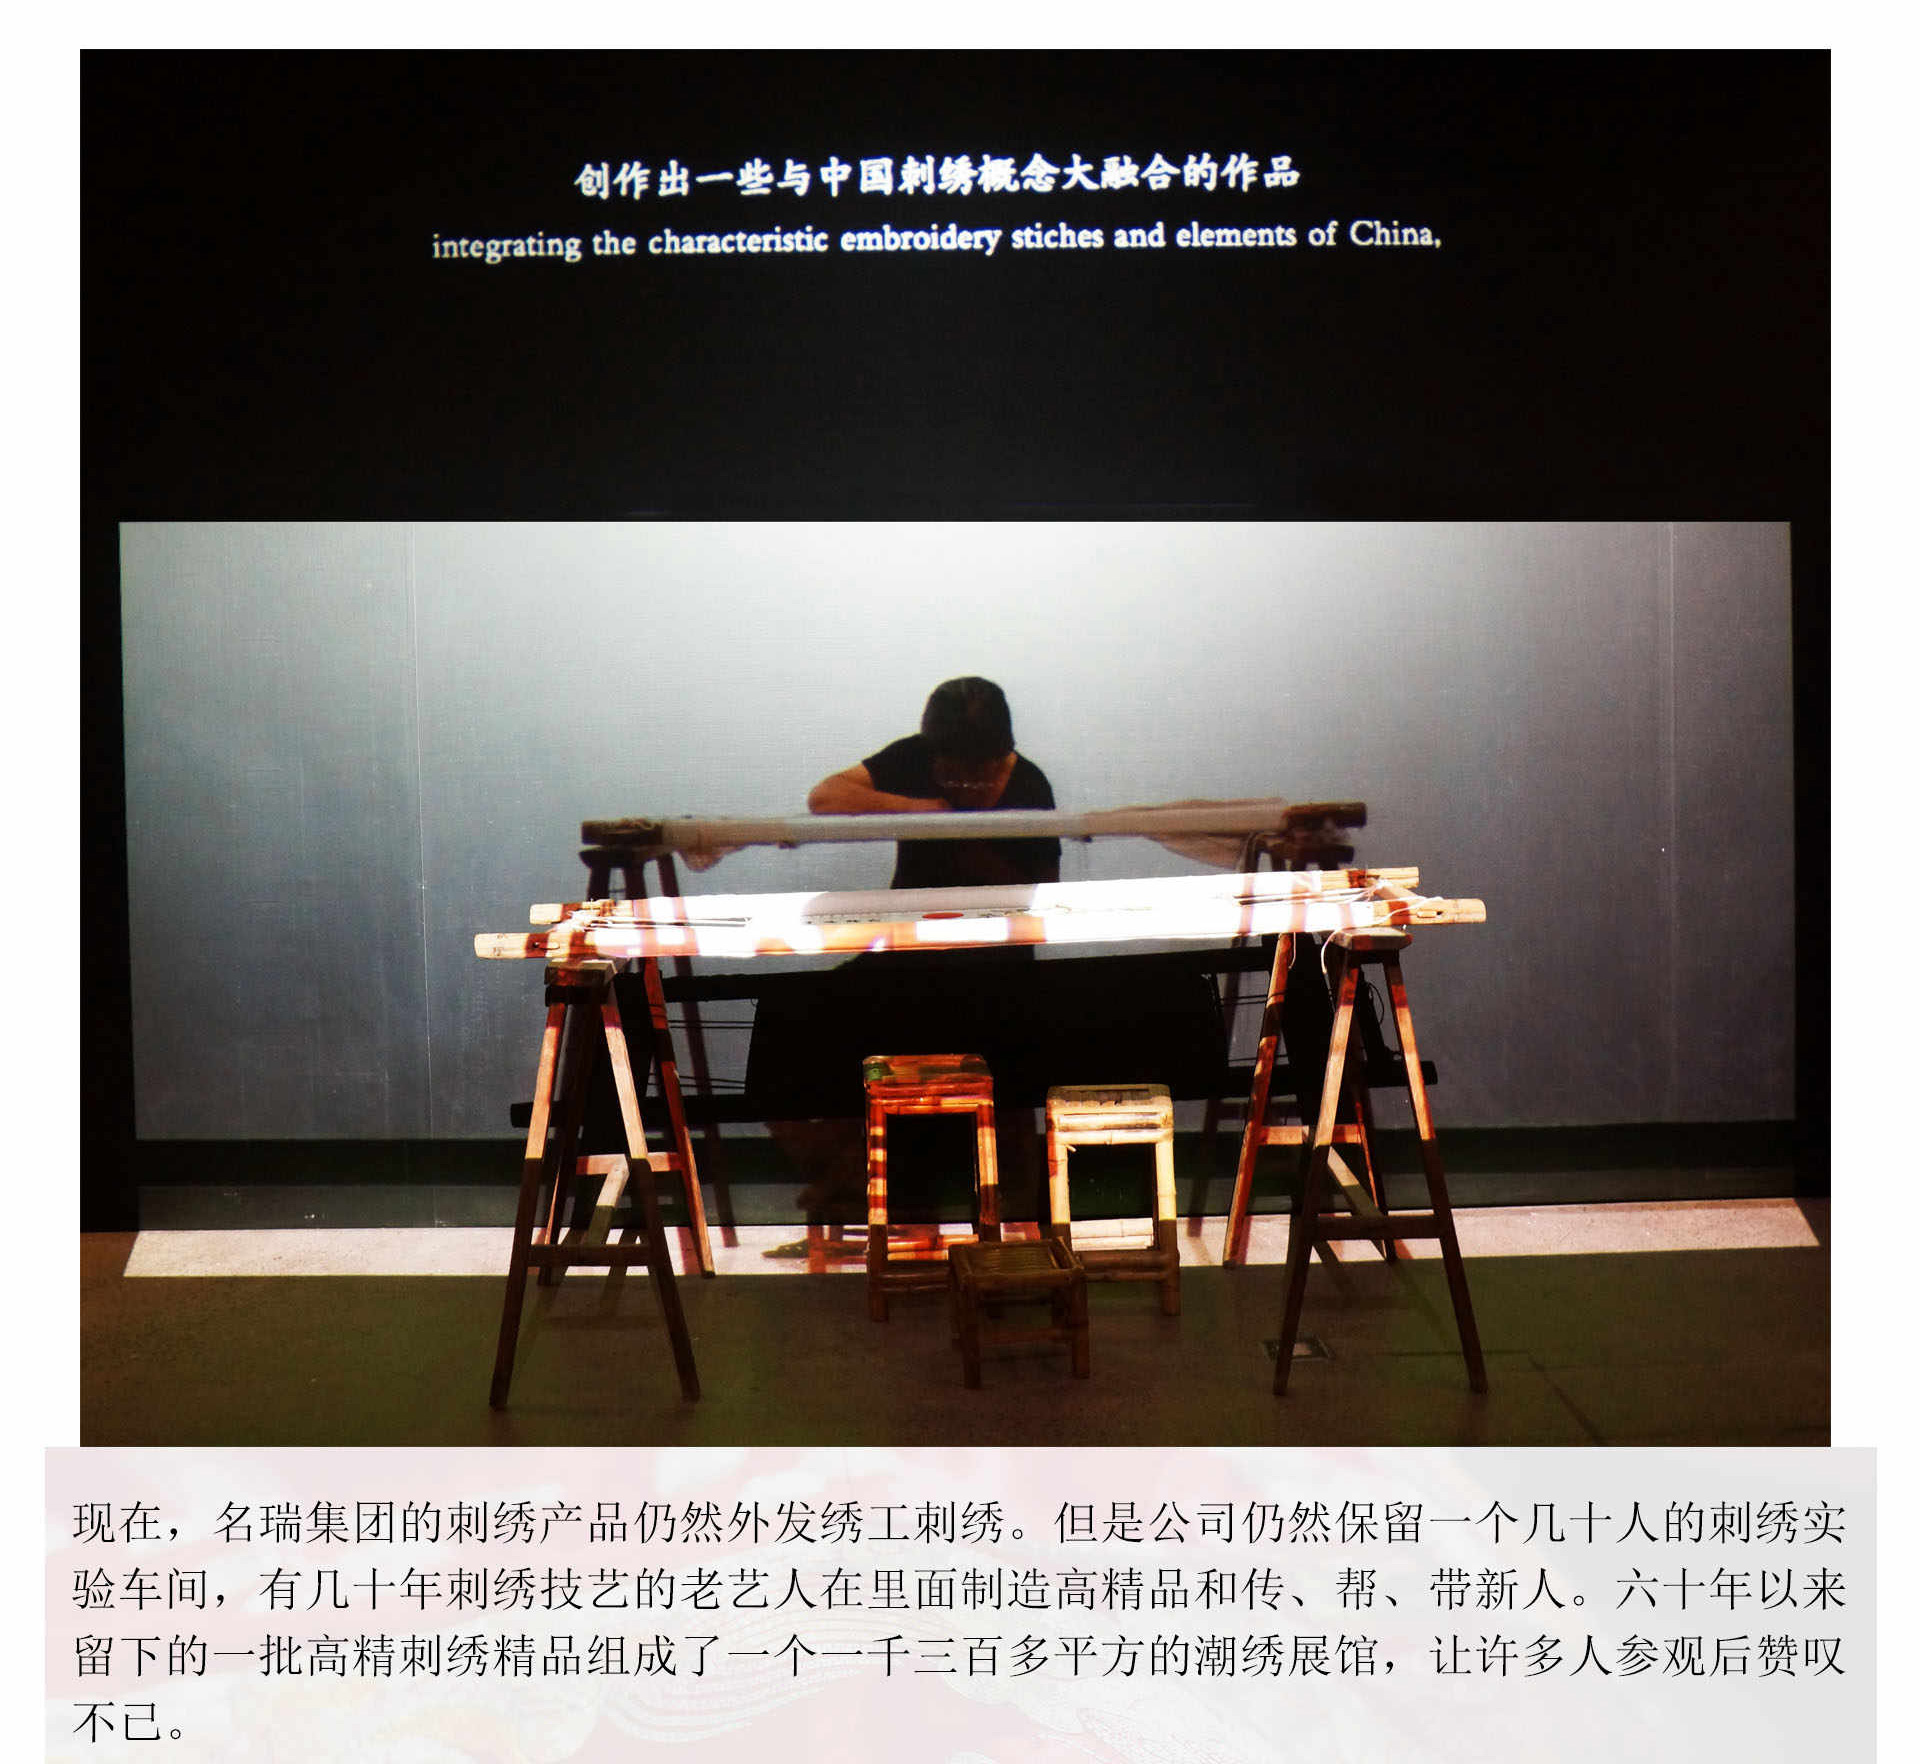 创作出一些与中国刺绣概念大融合的作品
integrating the characteristic embroidery stiches and elements of China,
现在，名瑞集团的刺绣产品仍然外发绣工刺绣。但是公司仍然保留一个几十人的刺绣实
验车间，有几十年刺绣技艺的老艺人在里面制造高精品和传、帮、带新人。六十年以来
留下的一批高精刺绣精品组成了一个一千三百多平方的潮绣展馆，让许多人参观后赞叹
不已。